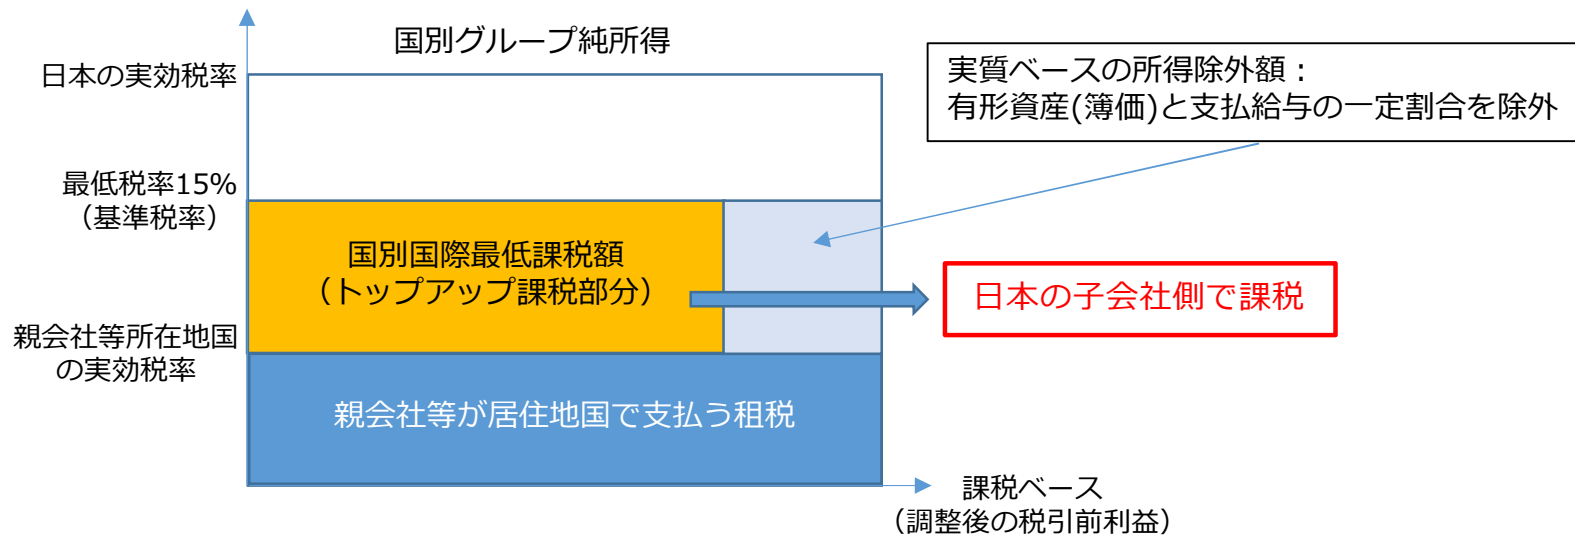 国別グループ純所得
日本の実効税率
実質ベースの所得除外額：
有形資産(簿価)と支払給与の一定割合を除外
最低税率15%
（基準税率）
国別国際最低課税額
（トップアップ課税部分）
日本の子会社側で課税
親会社等所在地国
の実効税率
親会社等が居住地国で支払う租税
課税ベース
（調整後の税引前利益）